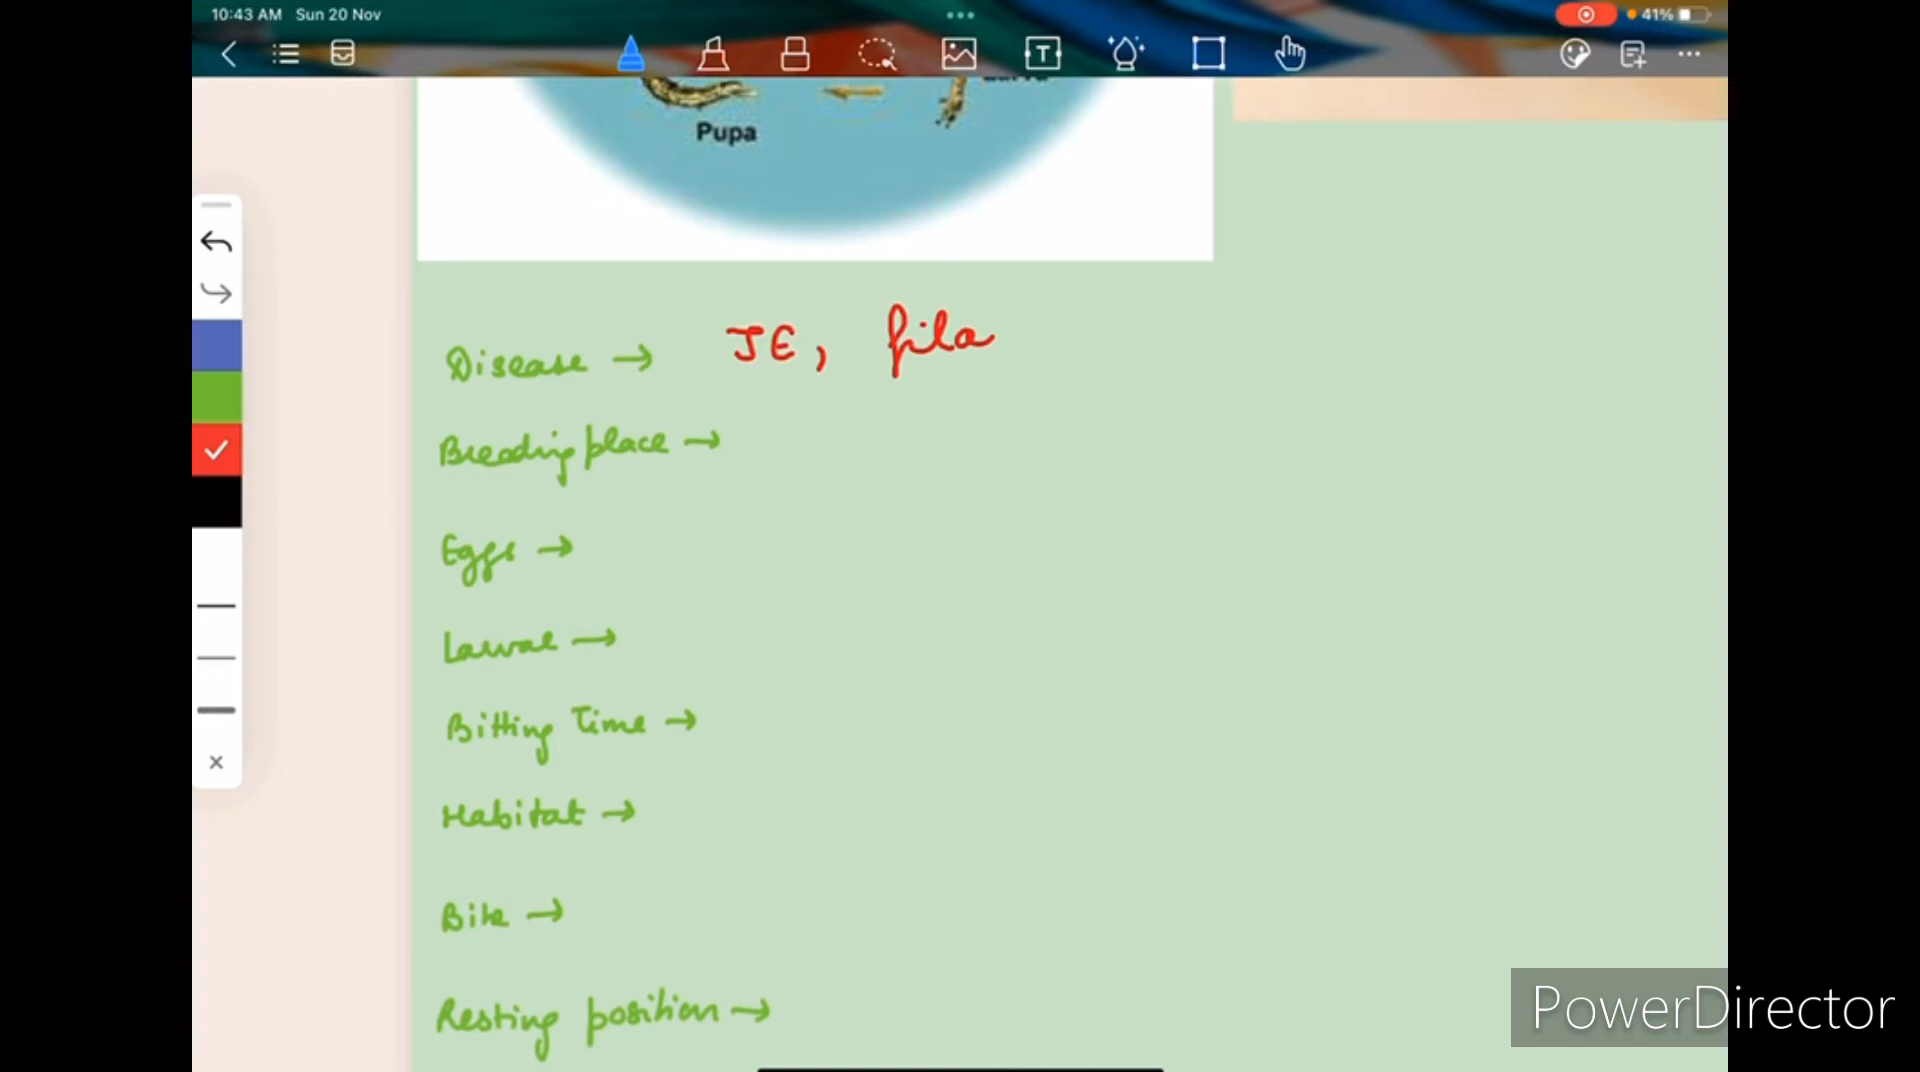 10:43 AM Sun 20 Nov
41%
Pupa
Disease → JE, fila
Breeding place →
Eggs →
Larvae →
Bitting Time →
Habitat →
Bite →
Resting position →
PowerDirector